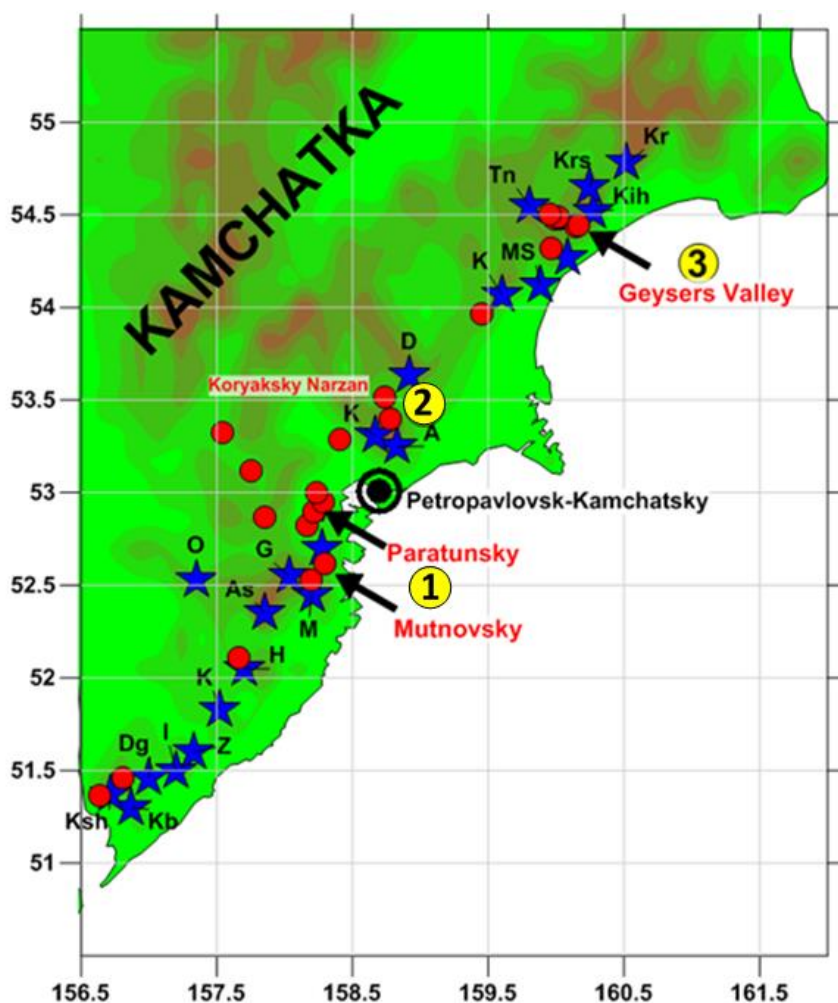 KAMCHATKA
55
54.5
54
53.5
53
52.5
52
51.5
51
156.5
157.5
158.5
159.5
160.5
161.5
Kr
Krs
Tn
Kih
MS
K
3
Geysers Valley
D
Koryaksky Narzan
2
K
A
Petropavlovsk-Kamchatsky
O
G
Paratunsky
As
1
M
Mutnovsky
H
K
I
Dg
Z
Ksh
Kb